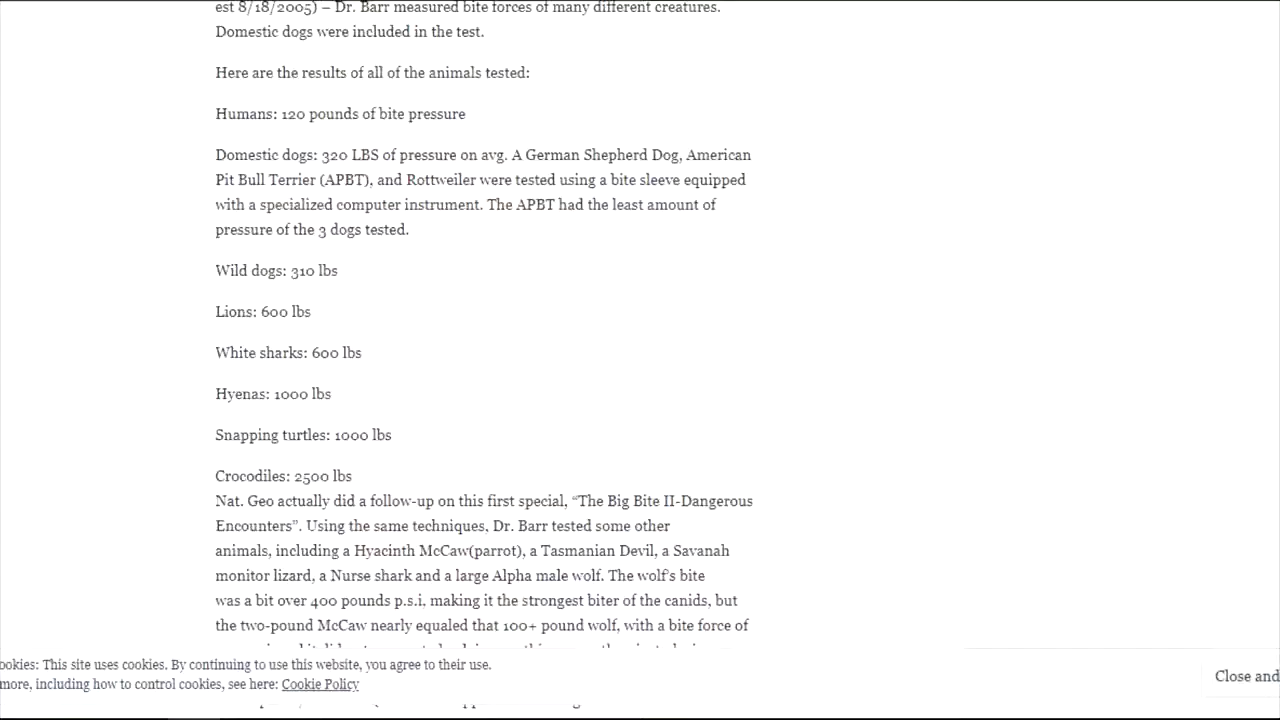 est 8/18/2005) – Dr. Barr measured bite forces of many different creatures.
Domestic dogs were included in the test.
Here are the results of all of the animals tested:
Humans: 120 pounds of bite pressure
Domestic dogs: 320 LBS of pressure on avg. A German Shepherd Dog, American
Pit Bull Terrier (APBT), and Rottweiler were tested using a bite sleeve equipped
with a specialized computer instrument. The APBT had the least amount of
pressure of the 3 dogs tested.
Wild dogs: 310 lbs
Lions: 600 lbs
White sharks: 600 lbs
Hyenas: 1000 lbs
Snapping turtles: 1000 lbs
Crocodiles: 2500 lbs
Nat. Geo actually did a follow-up on this first special, “The Big Bite II-Dangerous
Encounters”. Using the same techniques, Dr. Barr tested some other
animals, including a Hyacinth McCaw(parrot), a Tasmanian Devil, a Savanah
monitor lizard, a Nurse shark and a large Alpha male wolf. The wolf’s bite
was a bit over 400 pounds p.s.i, making it the strongest biter of the canids, but
the two-pound McCaw nearly equaled that 100+ pound wolf, with a bite force of
ookies: This site uses cookies. By continuing to use this website, you agree to their use.
more, including how to control cookies, see here: Cookie Policy
Close and